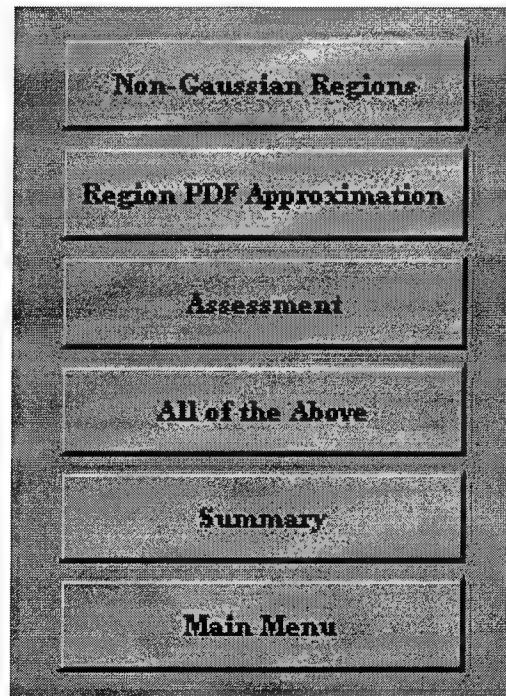 Non-Gaussian Regions
Region PDF Approximation
Assessment
All of the Above
Summary
Main Menu